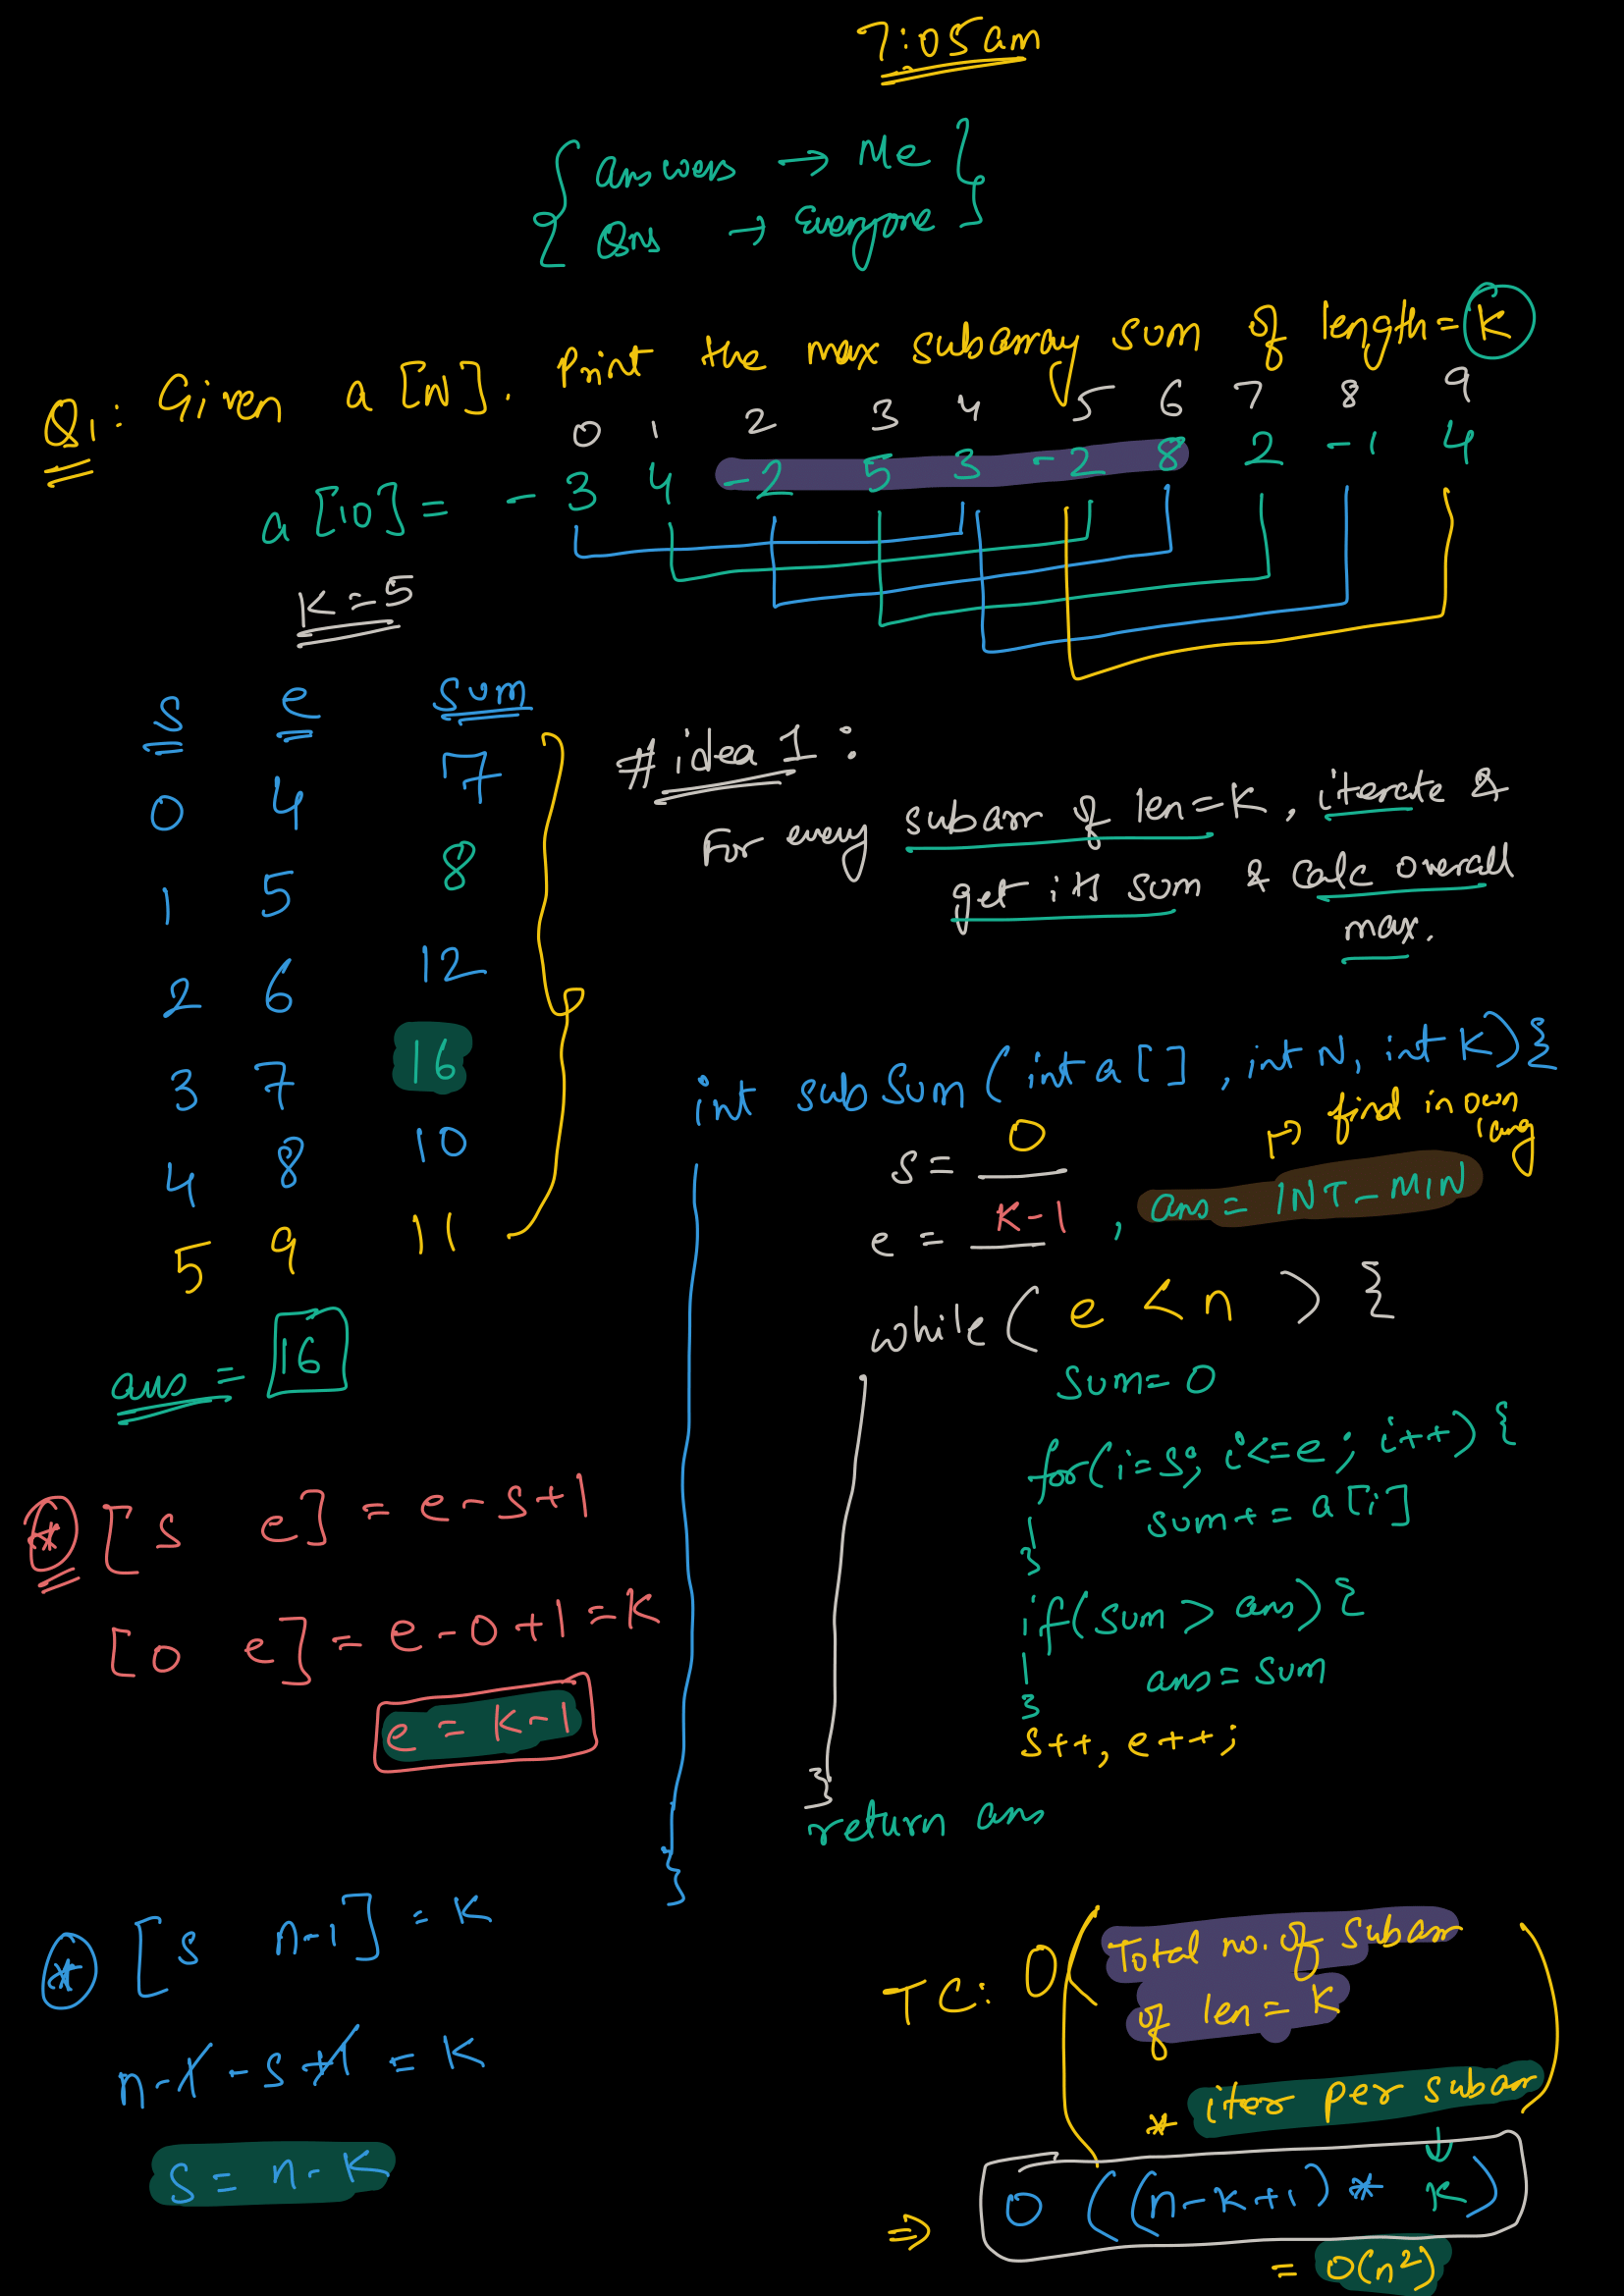 7:05am
{ answers → Me }
{ Qns → Everyone }
Q1: Given a[N]. Print the max subarray sum of length = K
0 1 2 3 4 5 6 7 8 9
a[10] = -3 4 -2 5 3 -2 8 2 -1 4
K=5
s e sum
0 4 7
1 5 8
2 6 12
3 7 16
4 8 10
5 9 11
ans = 16
# idea 1 :
For every subarr of len=K, iterate &
get its sum & calc overall
max.
int subSum(int a[], int N, int K){
s = 0
↦ find in own lang
e = K-1 , ans = INT_MIN
while( e < n ) {
sum=0
for(i=s; i<=e; i++) {
sum+=a[i]
}
if(sum > ans) {
ans=sum
}
s++, e++;
}
return ans
}
* [s e] = e-s+1
[0 e] = e-0+1=K
e = K-1
* [s n-1] = K
n-1-s+1 = K
s = n-K
TC: O( Total no. of subarr
of len= K
* iter per subarr )
↓
⇒ O ((n-K+1) * K)
= O(n²)